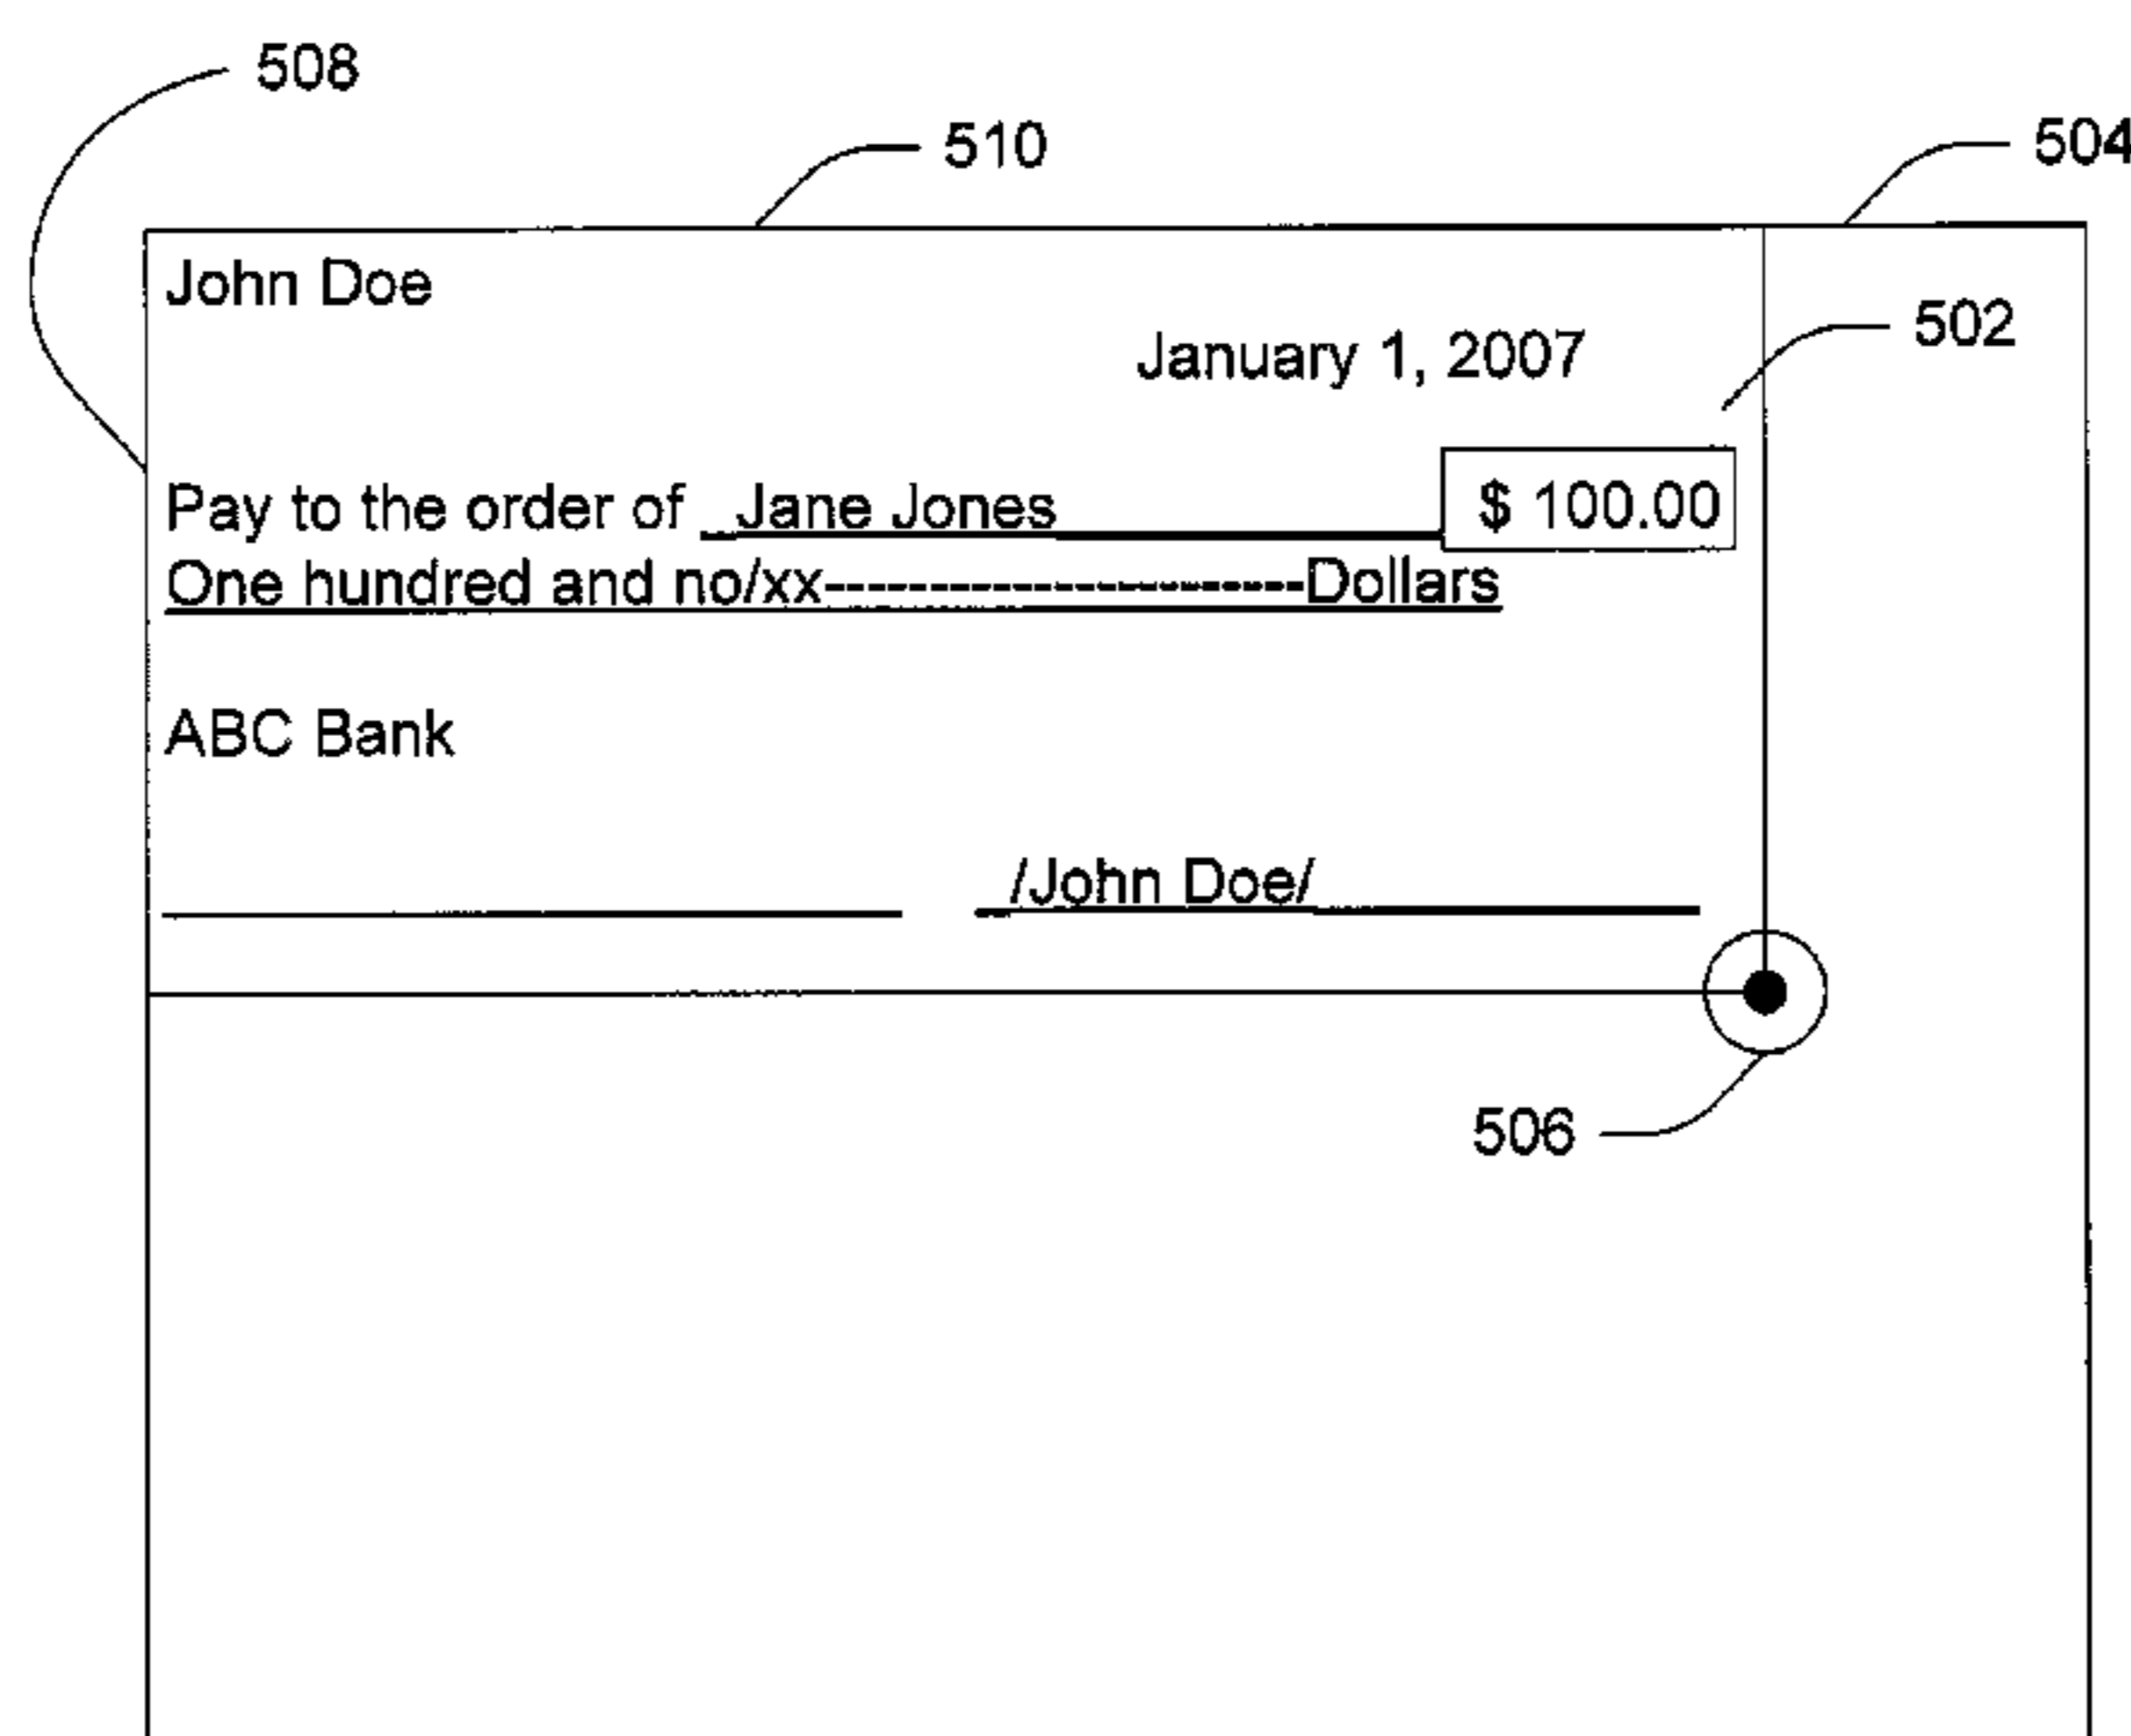 508
510
504
John Doe
502
January 1, 2007
Pay to the order of Jane Jones $ 100.00
One hundred and no/xx-----------------------Dollars
ABC Bank
/John Doe/
506